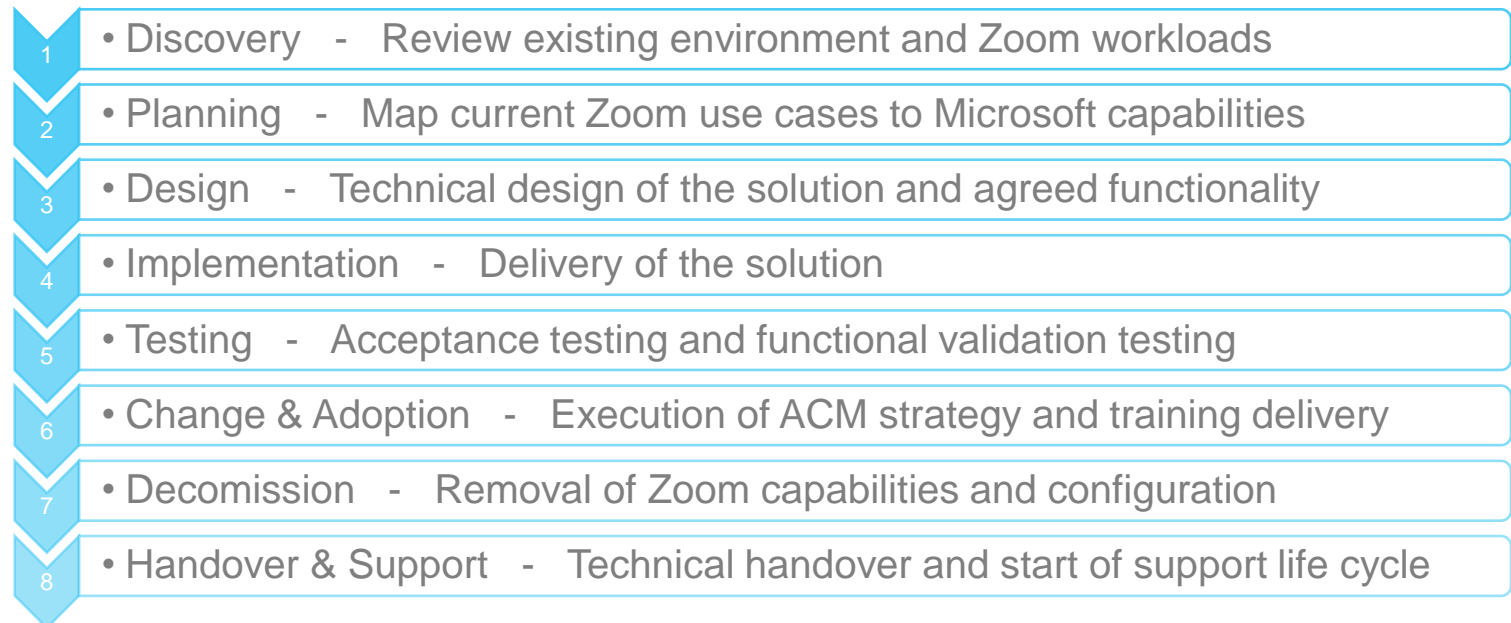 1 • Discovery - Review existing environment and Zoom workloads
2 • Planning - Map current Zoom use cases to Microsoft capabilities
3 • Design - Technical design of the solution and agreed functionality
4 • Implementation - Delivery of the solution
5 • Testing - Acceptance testing and functional validation testing
6 • Change & Adoption - Execution of ACM strategy and training delivery
7 • Decomission - Removal of Zoom capabilities and configuration
8 • Handover & Support - Technical handover and start of support life cycle